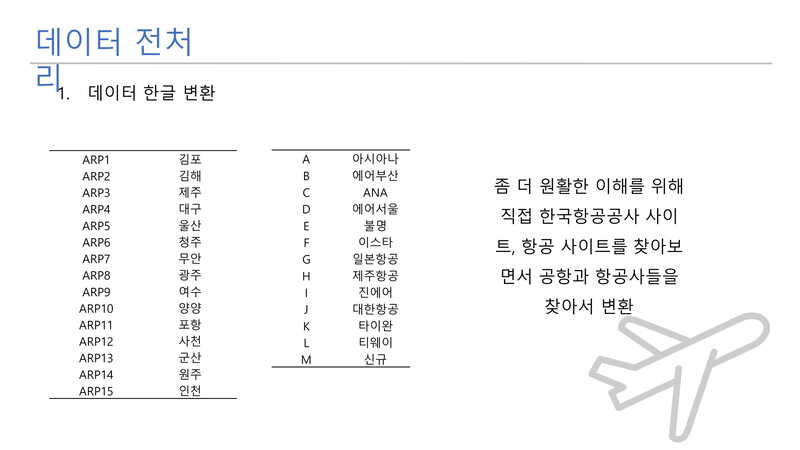 데이터 전처
리
1. 데이터 한글 변환
ARP1 김포
ARP2 김해
ARP3 제주
ARP4 대구
ARP5 울산
ARP6 청주
ARP7 무안
ARP8 광주
ARP9 여수
ARP10 양양
ARP11 포항
ARP12 사천
ARP13 군산
ARP14 원주
ARP15 인천
A 아시아나
B 에어부산
C ANA
D 에어서울
E 불명
F 이스타
G 일본항공
H 제주항공
I 진에어
J 대한항공
K 타이완
L 티웨이
M 신규
좀 더 원활한 이해를 위해
직접 한국항공공사 사이
트, 항공 사이트를 찾아보
면서 공항과 항공사들을
찾아서 변환